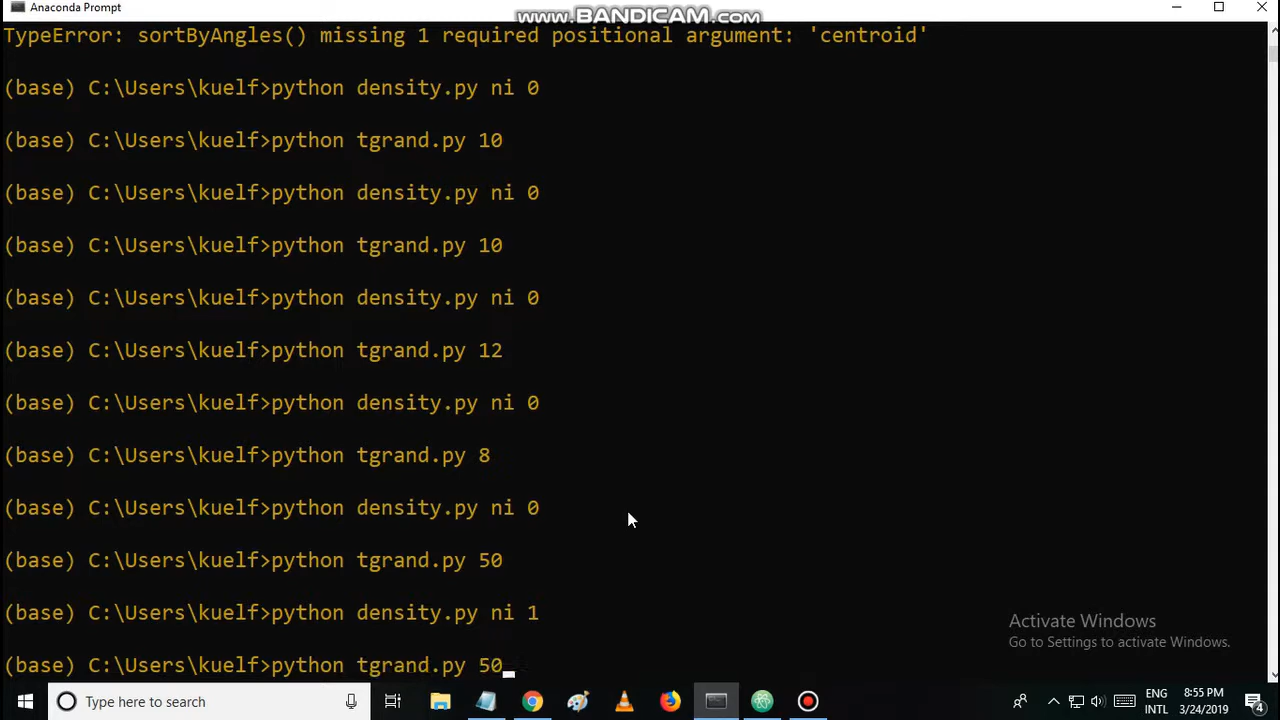 Anaconda Prompt
www.BANDICAM.com
TypeError: sortByAngles() missing 1 required positional argument: 'centroid'
(base) C:\Users\kuelf>python density.py ni 0
(base) C:\Users\kuelf>python tgrand.py 10
(base) C:\Users\kuelf>python density.py ni 0
(base) C:\Users\kuelf>python tgrand.py 10
(base) C:\Users\kuelf>python density.py ni 0
(base) C:\Users\kuelf>python tgrand.py 12
(base) C:\Users\kuelf>python density.py ni 0
(base) C:\Users\kuelf>python tgrand.py 8
(base) C:\Users\kuelf>python density.py ni 0
(base) C:\Users\kuelf>python tgrand.py 50
(base) C:\Users\kuelf>python density.py ni 1
(base) C:\Users\kuelf>python tgrand.py 50
Activate Windows
Go to Settings to activate Windows.
Type here to search
ENG
INTL
8:55 PM
3/24/2019
4